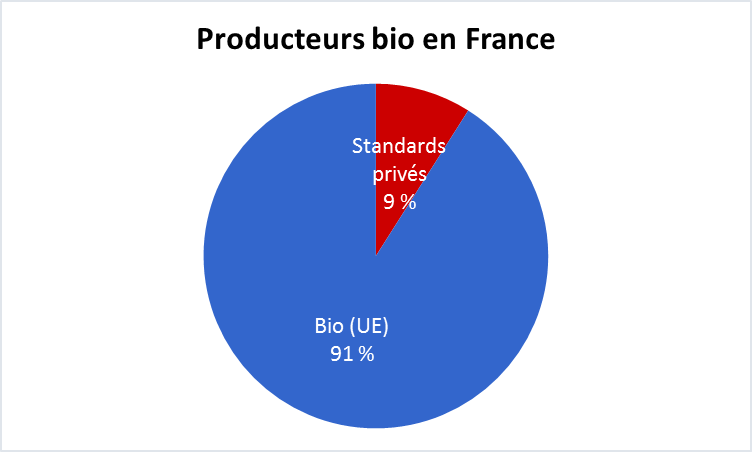 Producteurs bio en France
Standards
privés
9 %
Bio (UE)
91 %